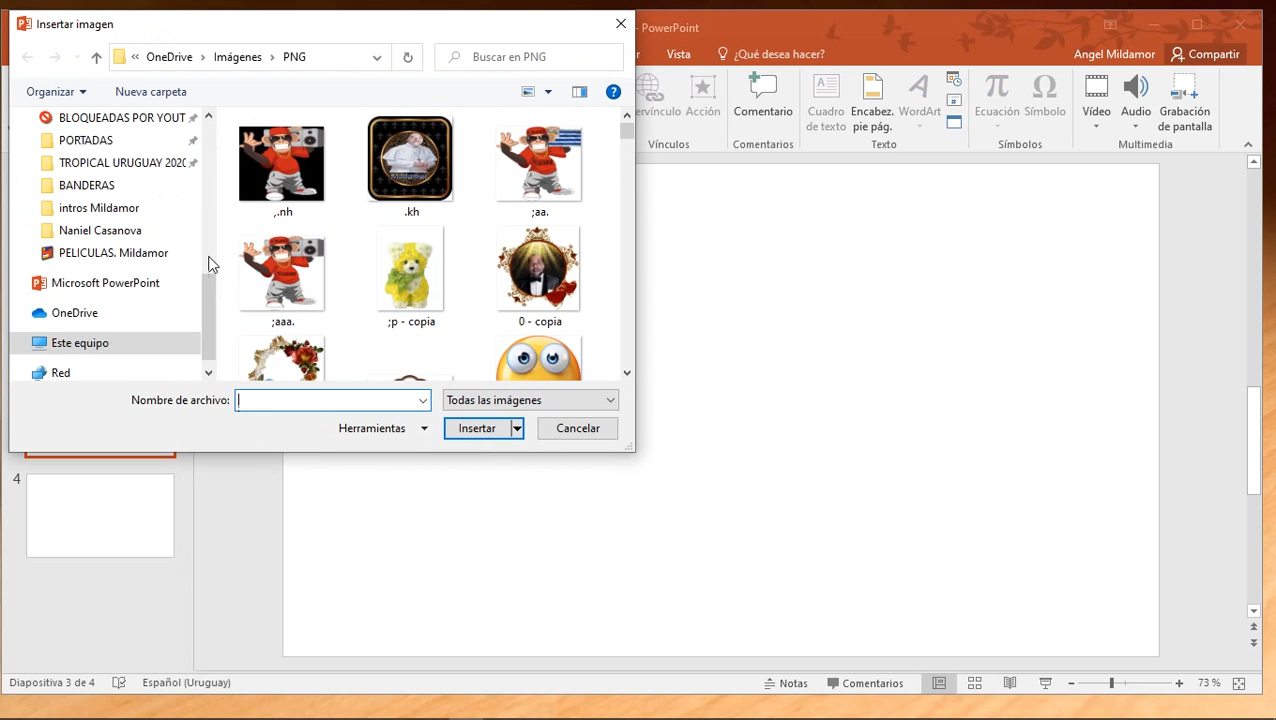 Insertar imagen
- PowerPoint
OneDrive
Imágenes
PNG
Buscar en PNG
r
Vista
¿Qué desea hacer?
Angel Mildamor
Compartir
Organizar
Nueva carpeta
BLOQUEADAS POR YOUT
PORTADAS
TROPICAL URUGUAY 2020
BANDERAS
intros Mildamor
Naniel Casanova
PELICULAS. Mildamor
Microsoft PowerPoint
OneDrive
Este equipo
Red
,.nh
.kh
;aa.
;aaa.
;p - copia
0 - copia
Nombre de archivo:
Todas las imágenes
Herramientas
Insertar
Cancelar
vínculo
Acción
Comentario
Cuadro
de texto
Encabez.
pie pág.
WordArt
Ecuación
Símbolo
Vídeo
Audio
Grabación
de pantalla
Vínculos
Comentarios
Texto
Símbolos
Multimedia
4
Diapositiva 3 de 4
Español (Uruguay)
Notas
Comentarios
73 %